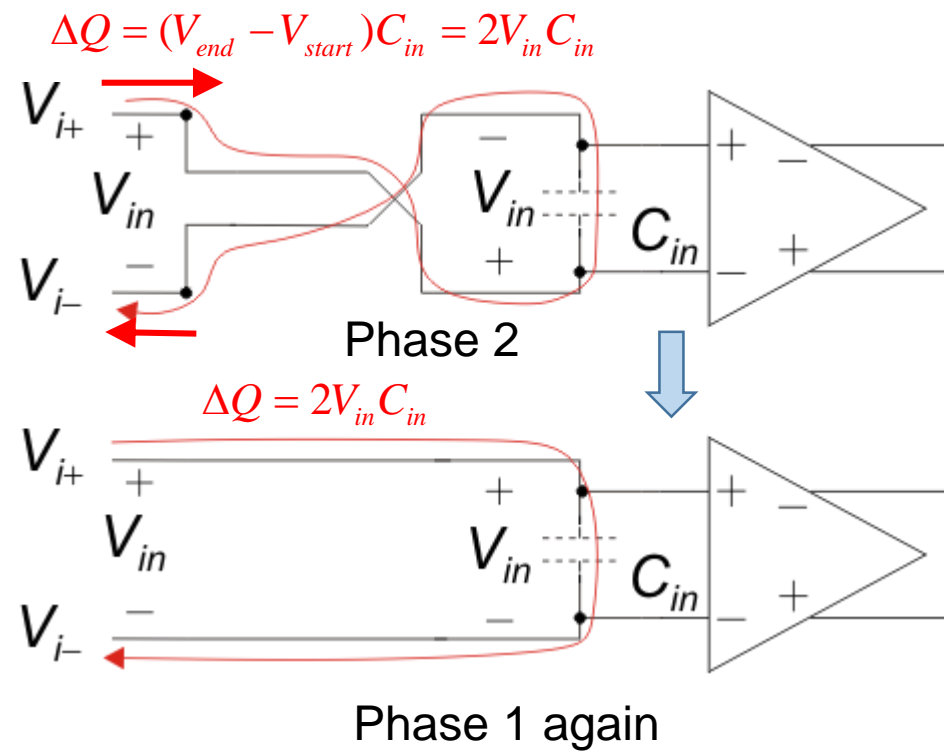 ΔQ = (V_end − V_start)C_in = 2V_in C_in
V_i+
+
−
+
−
V_in
V_in
C_in
−
+
+
−
V_i−
Phase 2
ΔQ = 2V_in C_in
V_i+
+
+
+
−
V_in
V_in
C_in
−
−
−
+
V_i−
Phase 1 again